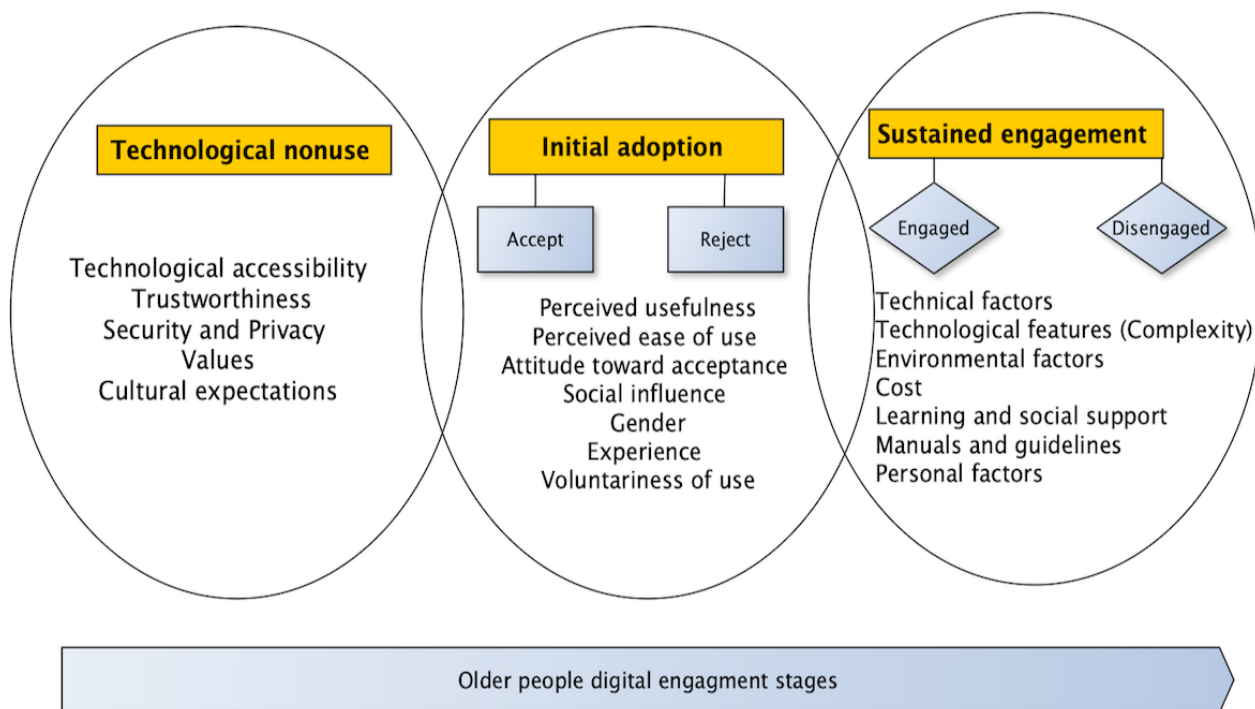 Technological nonuse
Technological accessibility
Trustworthiness
Security and Privacy
Values
Cultural expectations
Initial adoption
Accept
Reject
Perceived usefulness
Perceived ease of use
Attitude toward acceptance
Social influence
Gender
Experience
Voluntariness of use
Sustained engagement
Engaged
Disengaged
Technical factors
Technological features (Complexity)
Environmental factors
Cost
Learning and social support
Manuals and guidelines
Personal factors
Older people digital engagment stages